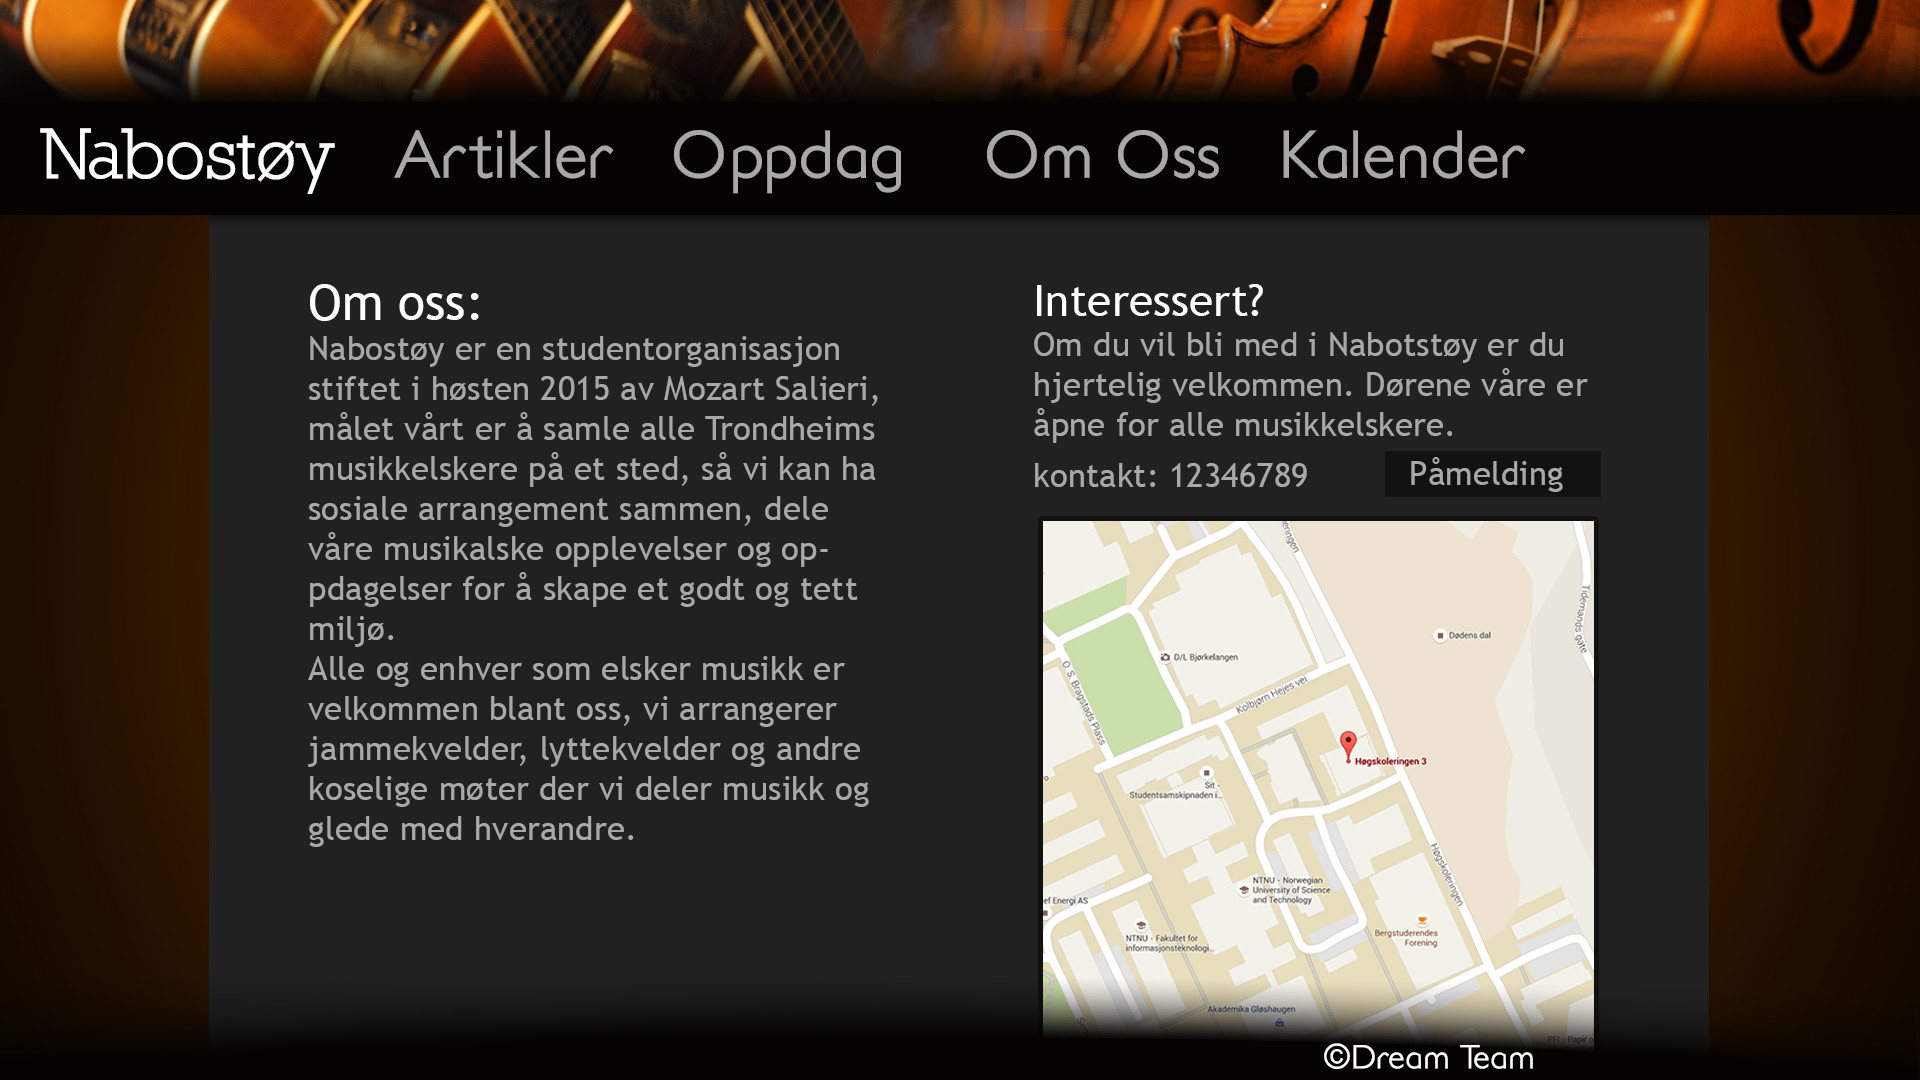 Nabostøy Artikler Oppdag Om Oss Kalender
Om oss:
Nabostøy er en studentorganisasjon
stiftet i høsten 2015 av Mozart Salieri,
målet vårt er å samle alle Trondheims
musikkelskere på et sted, så vi kan ha
sosiale arrangement sammen, dele
våre musikalske opplevelser og op-
pdagelser for å skape et godt og tett
miljø.
Alle og enhver som elsker musikk er
velkommen blant oss, vi arrangerer
jammekvelder, lyttekvelder og andre
koselige møter der vi deler musikk og
glede med hverandre.
Interessert?
Om du vil bli med i Nabotstøy er du
hjertelig velkommen. Dørene våre er
åpne for alle musikkelskere.
kontakt: 12346789
Påmelding
Tidemands gate
Dødens dal
D/L Bjørkelangen
O. S. Bragstads Plass
Kolbjørn Hejes vei
Høgskoleringen 3
Sit -
Studentsamskipnaden i...
Høgskoleringen
NTNU - Norwegian
University of Science
and Technology
ef Energi AS
Bergstuderendes
Forening
NTNU - Fakultet for
informasjonsteknologi...
Akademika Gløshaugen
PFI - Papir o
©Dream Team